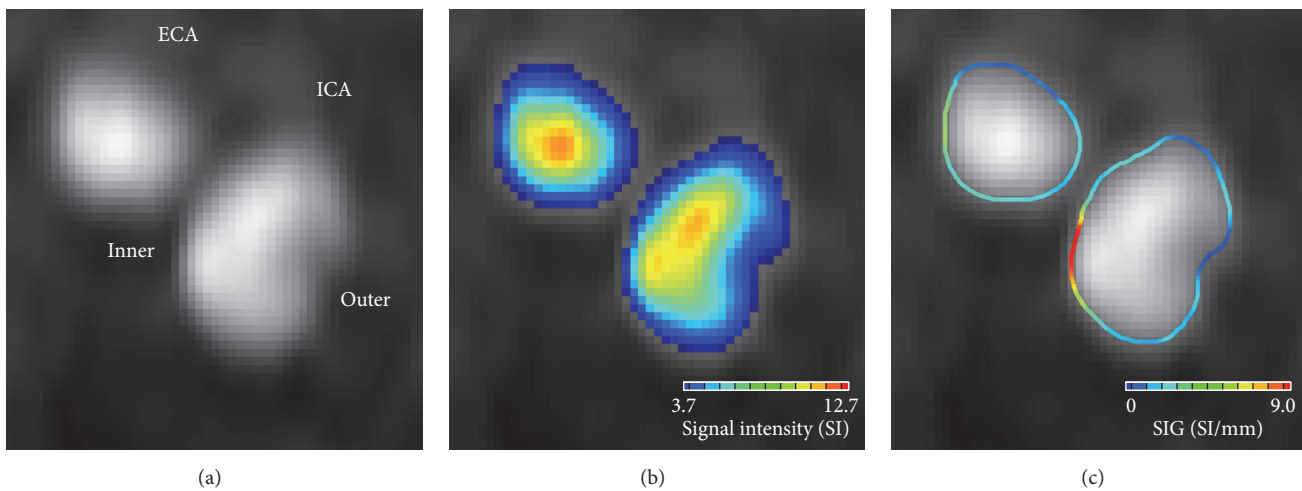 ECA
ICA
Inner
Outer
3.7 12.7
Signal intensity (SI)
0 9.0
SIG (SI/mm)
(a) (b) (c)